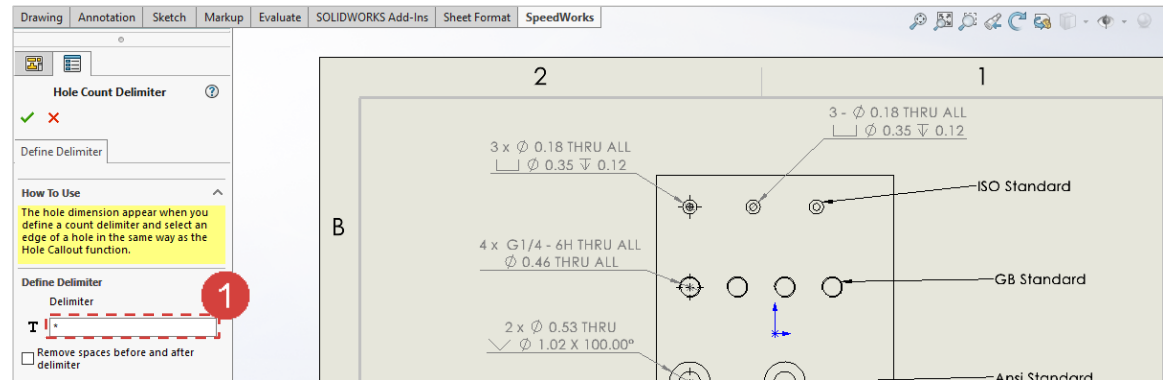 Drawing Annotation Sketch Markup Evaluate SOLIDWORKS Add-Ins Sheet Format SpeedWorks
Hole Count Delimiter
Define Delimiter
How To Use
The hole dimension appear when you
define a count delimiter and select an
edge of a hole in the same way as the
Hole Callout function.
Define Delimiter
Delimiter
1
T *
Remove spaces before and after
delimiter
2 1
B
3 - ∅ 0.18 THRU ALL
⌴ ∅ 0.35 ↧ 0.12
3 x ∅ 0.18 THRU ALL
⌴ ∅ 0.35 ↧ 0.12
ISO Standard
4 x G1/4 - 6H THRU ALL
∅ 0.46 THRU ALL
GB Standard
2 x ∅ 0.53 THRU
⌵ ∅ 1.02 X 100.00°
Ansi Standard